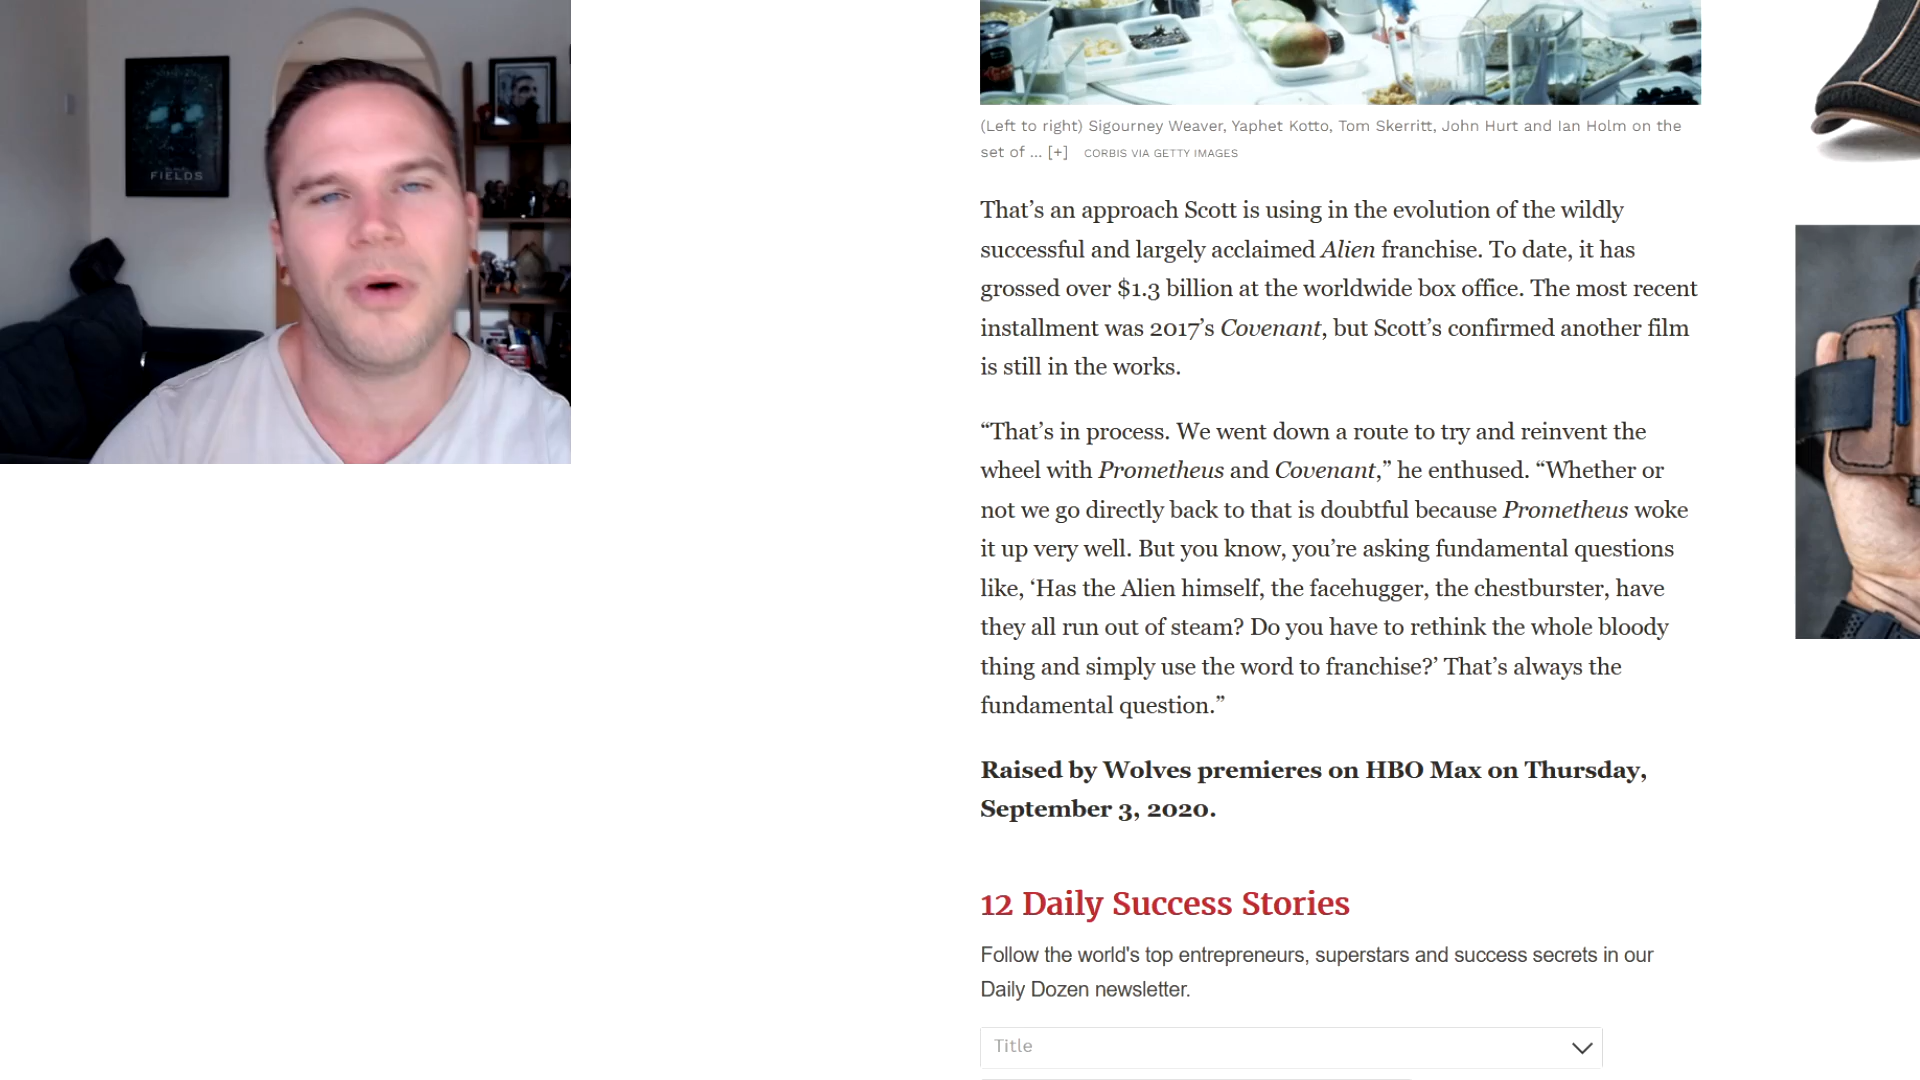 FIELDS
(Left to right) Sigourney Weaver, Yaphet Kotto, Tom Skerritt, John Hurt and Ian Holm on the
set of ... [+] CORBIS VIA GETTY IMAGES
That’s an approach Scott is using in the evolution of the wildly
successful and largely acclaimed Alien franchise. To date, it has
grossed over $1.3 billion at the worldwide box office. The most recent
installment was 2017’s Covenant, but Scott’s confirmed another film
is still in the works.
“That’s in process. We went down a route to try and reinvent the
wheel with Prometheus and Covenant,” he enthused. “Whether or
not we go directly back to that is doubtful because Prometheus woke
it up very well. But you know, you’re asking fundamental questions
like, ‘Has the Alien himself, the facehugger, the chestburster, have
they all run out of steam? Do you have to rethink the whole bloody
thing and simply use the word to franchise?’ That’s always the
fundamental question.”
Raised by Wolves premieres on HBO Max on Thursday,
September 3, 2020.
12 Daily Success Stories
Follow the world's top entrepreneurs, superstars and success secrets in our
Daily Dozen newsletter.
Title